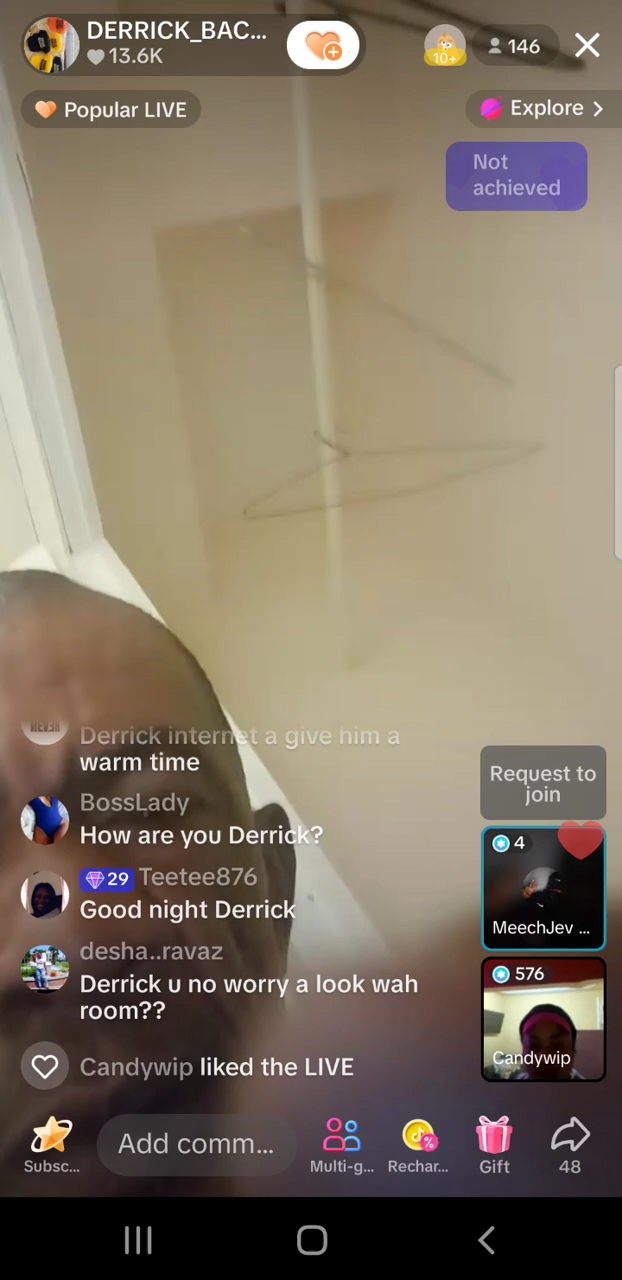 DERRICK_BAC...
13.6K
10+
146
Popular LIVE
Explore >
Not
achieved
Derrick internet a give him a
warm time
BossLady
How are you Derrick?
29 Teetee876
Good night Derrick
desha..ravaz
Derrick u no worry a look wah
room??
Candywip liked the LIVE
Request to
join
4
MeechJev ...
576
Candywip
Subsc...
Add comm...
Multi-g...
Rechar...
Gift
48